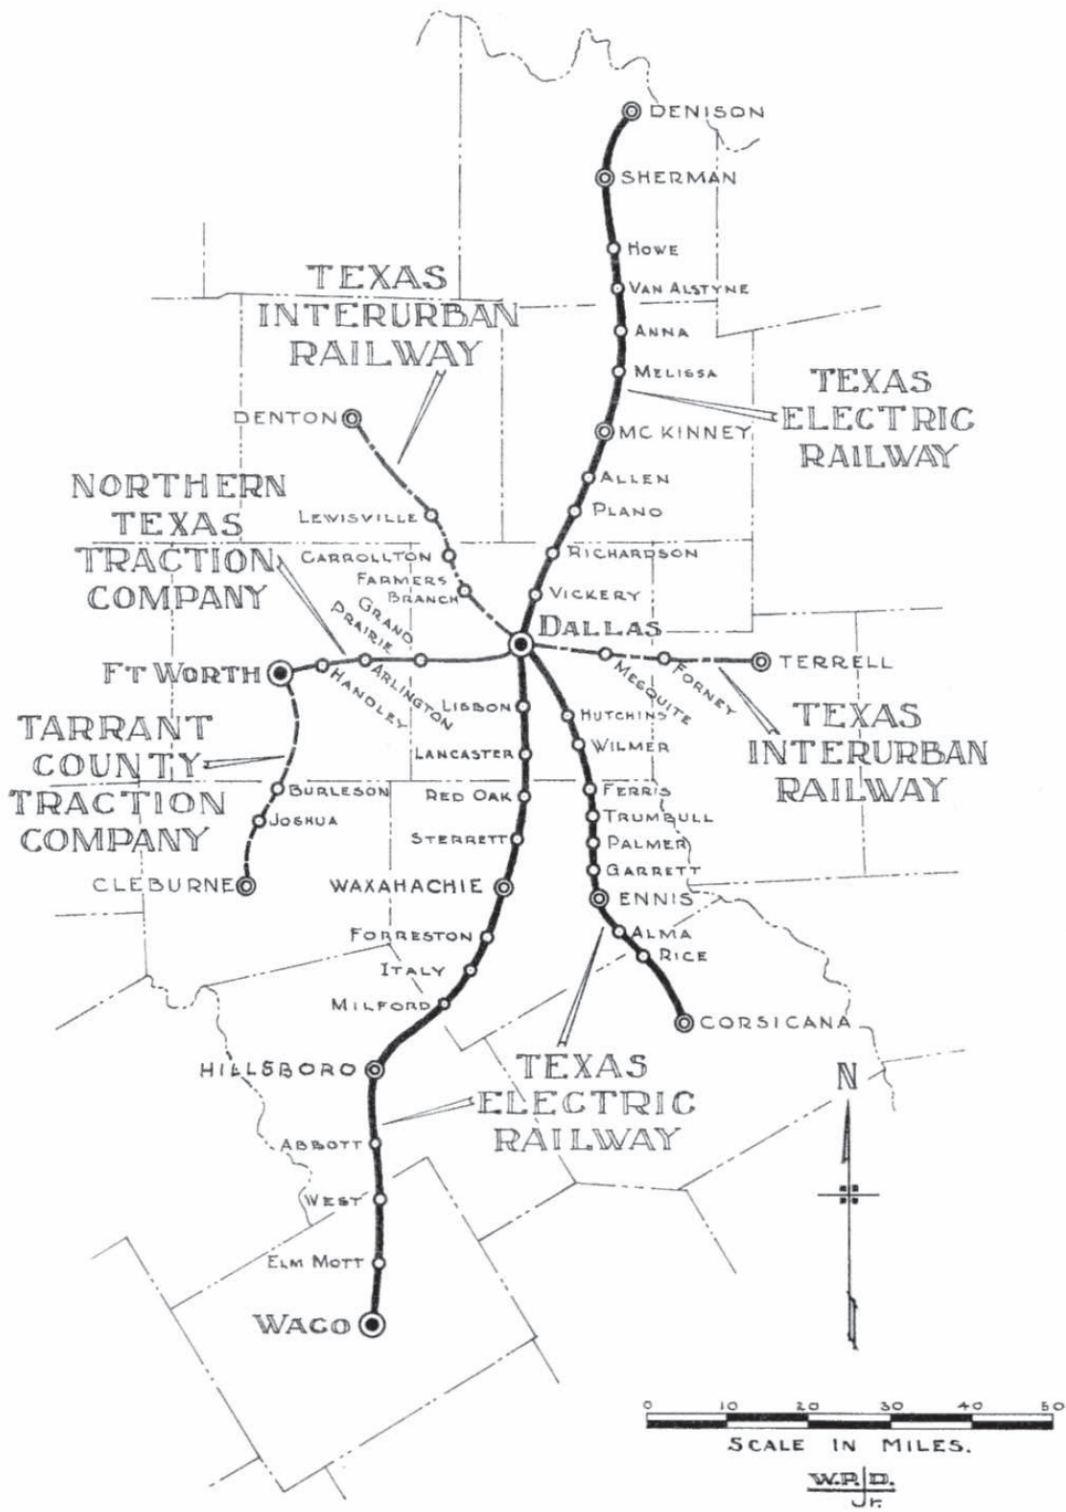 DENISON
SHERMAN
HOWE
VAN ALSTYNE
ANNA
MELISSA
MCKINNEY
ALLEN
PLANO
RICHARDSON
VICKERY
DALLAS
TEXAS
INTERURBAN
RAILWAY
TEXAS
ELECTRIC
RAILWAY
DENTON
LEWISVILLE
CARROLLTON
FARMERS
BRANCH
NORTHERN
TEXAS
TRACTION
COMPANY
GRAND
PRAIRIE
ARLINGTON
HANDLEY
FT WORTH
MESQUITE
FORNEY
TERRELL
TEXAS
INTERURBAN
RAILWAY
TARRANT
COUNTY
TRACTION
COMPANY
BURLESON
JOSHUA
CLEBURNE
LISBON
LANCASTER
RED OAK
STERRETT
WAXAHACHIE
FORRESTON
ITALY
MILFORD
HILLSBORO
ABBOTT
WEST
ELM MOTT
WACO
HUTCHINS
WILMER
FERRIS
TRUMBULL
PALMER
GARRETT
ENNIS
ALMA
RICE
CORSICANA
TEXAS
ELECTRIC
RAILWAY
N
0 10 20 30 40 50
SCALE IN MILES.
W.P.D.
Jr.